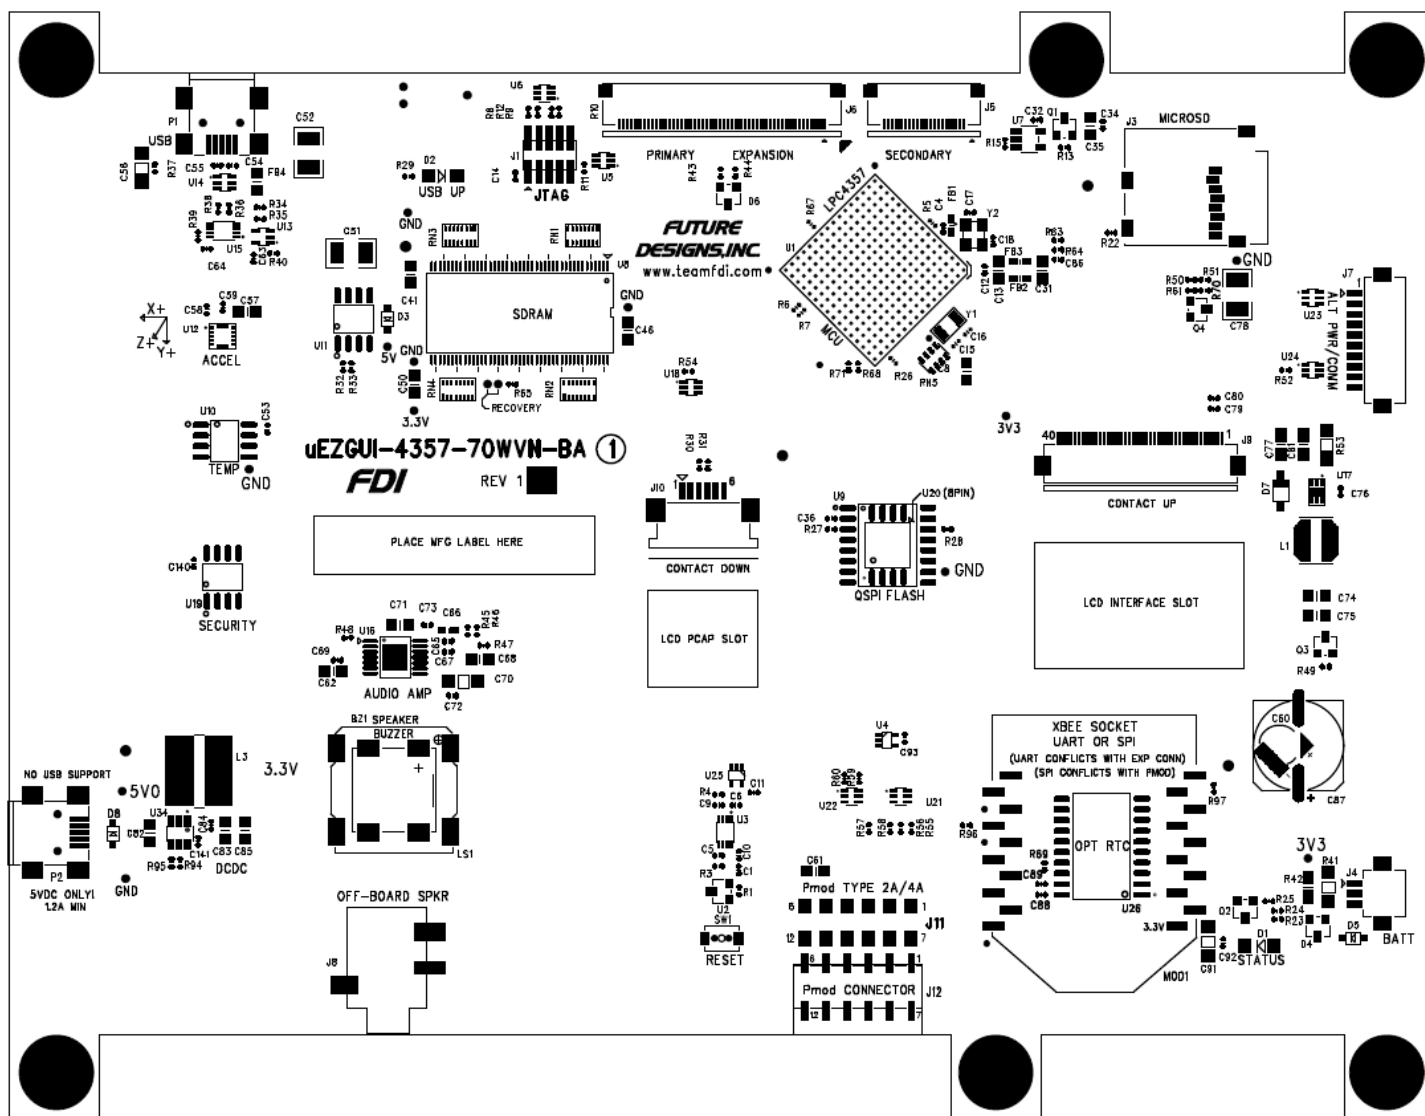 P1
USB
C52
C56
R37
C55
C54
U14
FB4
R38
R36
R34
R35
R39
U15
U13
C64
C63
R40
C51
R29
D2
USB UP
GND
U6
R8
R12
R9
J1
JTAG
C14
R11
U5
R10
J6
PRIMARY
EXPANSION
J5
SECONDARY
R43
R44
D6
U7
C32
Q1
C34
R15
R13
C35
J3
MICROSD
R22
GND
RN3
RN1
U8
SDRAM
C41
D3
5V
GND
C50
3.3V
U11
R32
R33
RN4
RN2
R65
RECOVERY
GND
C46
FUTURE
DESIGNS,INC
www.teamfdi.com
R67
U1
LPC4357
MCU
R5
C4
FB1
C17
Y2
C18
FB3
FB2
C12
C13
C31
R63
R64
C86
R6
R7
Y1
C16
C15
C8
RN5
R26
R68
R71
R50
R51
R61
R70
Q4
C78
J7
U23
ALT PWR/COMM
U24
R52
X+
Z+
Y+
C58
C59
C57
U12
ACCEL
U10
C53
TEMP
GND
R54
U18
uEZGUI-4357-70WVN-BA 1
FDI
REV 1
PLACE MFG LABEL HERE
R30
R31
J10
1
6
CONTACT DOWN
LCD PCAP SLOT
3V3
C80
C79
40
1
J9
CONTACT UP
C77
C81
R53
D7
U17
C76
L1
U9
U20 (8PIN)
C36
R27
R28
GND
QSPI FLASH
LCD INTERFACE SLOT
C74
C75
Q3
R49
C140
U19
SECURITY
C71
C73
C66
R45
R46
R48
U16
C65
C67
R47
C68
C69
C62
C70
C72
AUDIO AMP
BZ1
SPEAKER
BUZZER
+
LS1
L3
3.3V
NO USB SUPPORT
5V0
D8
U34
C82
C84
C141
C83
C85
R95
R94
DCDC
P2
GND
5VDC ONLY!
1.2A MIN
OFF-BOARD SPKR
J8
U4
C93
U25
C11
R4
C9
C6
U3
C5
C10
R3
C1
R1
U2
SW1
RESET
R60
R59
U22
U21
R57
R58
R56
R55
C61
Pmod TYPE 2A/4A
6
1
J11
12
7
6
1
Pmod CONNECTOR
J12
12
7
XBEE SOCKET
UART OR SPI
(UART CONFLICTS WITH EXP CONN)
(SPI CONFLICTS WITH PMOD)
R96
R97
OPT RTC
R69
C89
C88
U26
3.3V
MOD1
C60
+
C87
3V3
R41
R42
J4
Q2
R25
R24
R23
D4
D5
BATT
D1
STATUS
C92
C91